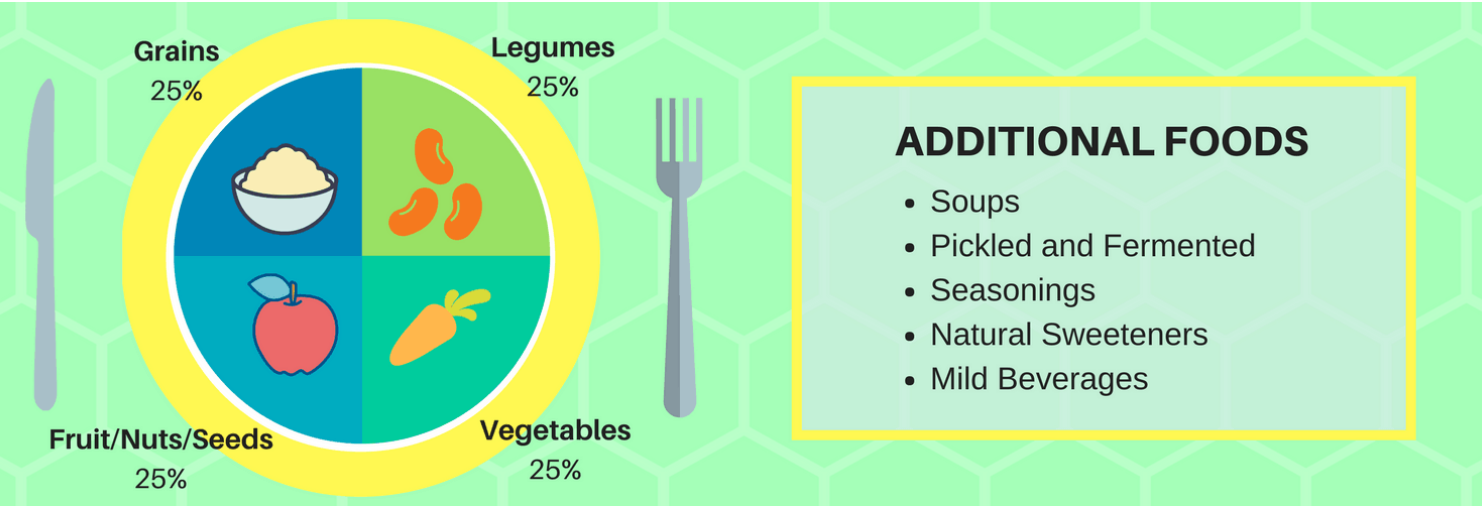 Grains
25%
Legumes
25%
Fruit/Nuts/Seeds
25%
Vegetables
25%
ADDITIONAL FOODS
• Soups
• Pickled and Fermented
• Seasonings
• Natural Sweeteners
• Mild Beverages